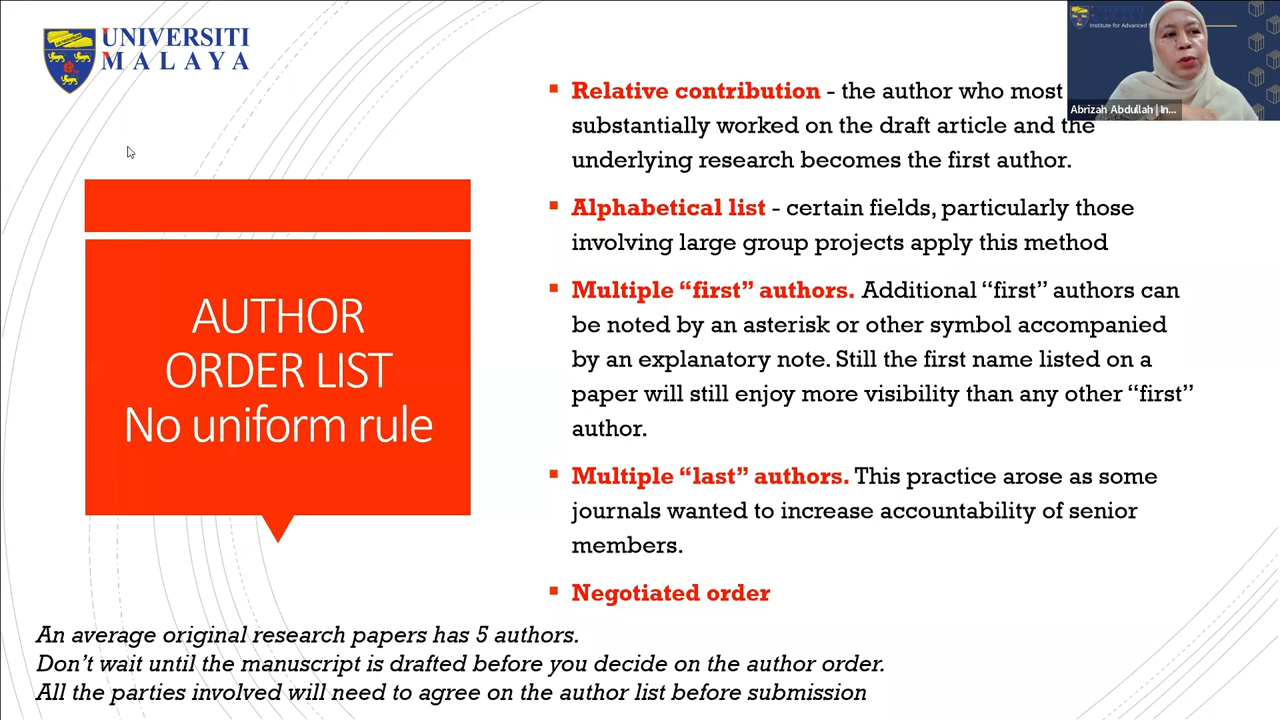 UNIVERSITI
MALAYA
Institute for Advanced
Abrizah Abdullah | In...
AUTHOR
ORDER LIST
No uniform rule
▪ Relative contribution - the author who most
substantially worked on the draft article and the
underlying research becomes the first author.
▪ Alphabetical list - certain fields, particularly those
involving large group projects apply this method
▪ Multiple “first” authors. Additional “first” authors can
be noted by an asterisk or other symbol accompanied
by an explanatory note. Still the first name listed on a
paper will still enjoy more visibility than any other “first”
author.
▪ Multiple “last” authors. This practice arose as some
journals wanted to increase accountability of senior
members.
▪ Negotiated order
An average original research papers has 5 authors.
Don’t wait until the manuscript is drafted before you decide on the author order.
All the parties involved will need to agree on the author list before submission